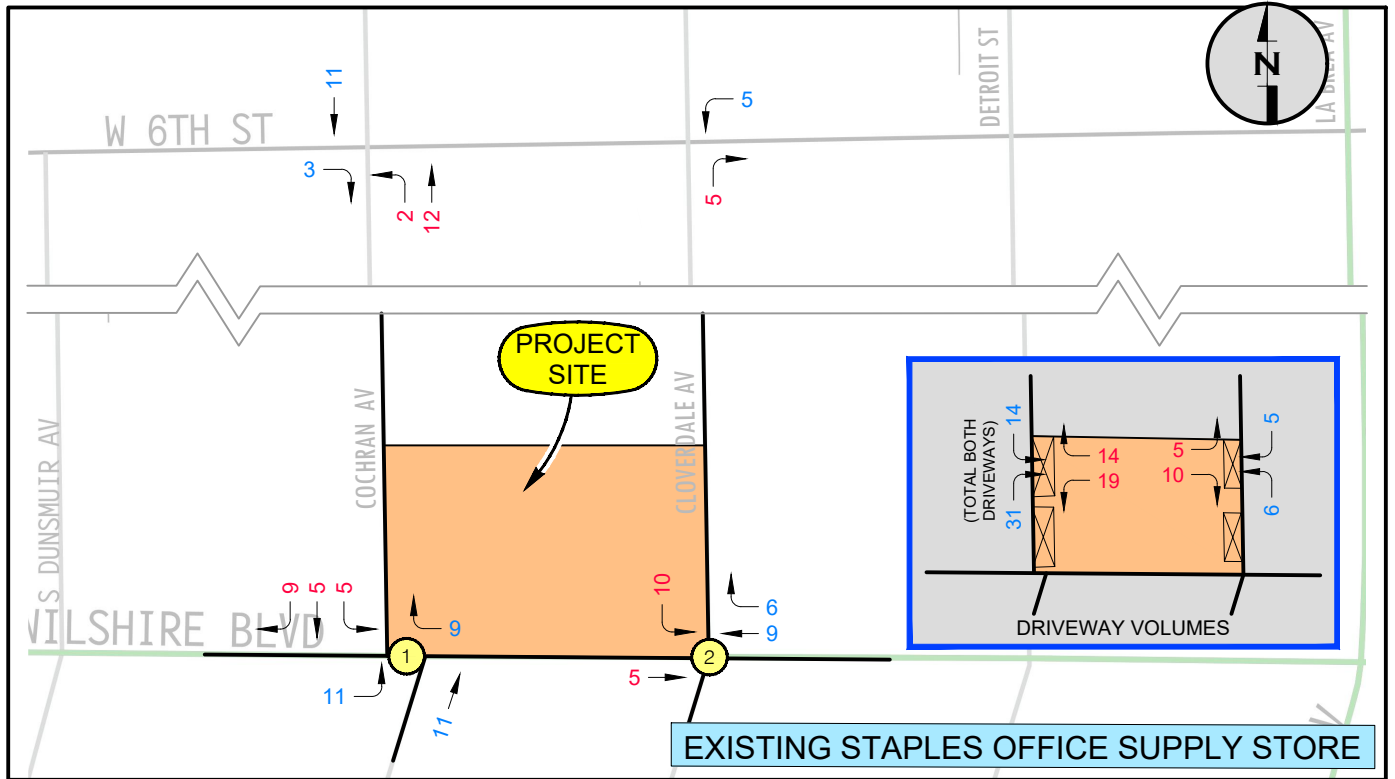 N
LA BREA AV
DETROIT ST
W 6TH ST
11
5
3
2
12
5
PROJECT
SITE
S DUNSMUIR AV
COCHRAN AV
CLOVERDALE AV
(TOTAL BOTH
DRIVEWAYS)
14
31
14
19
5
10
5
6
DRIVEWAY VOLUMES
9
5
5
9
10
6
9
WILSHIRE BLVD
1
2
11
11
5
V
EXISTING STAPLES OFFICE SUPPLY STORE